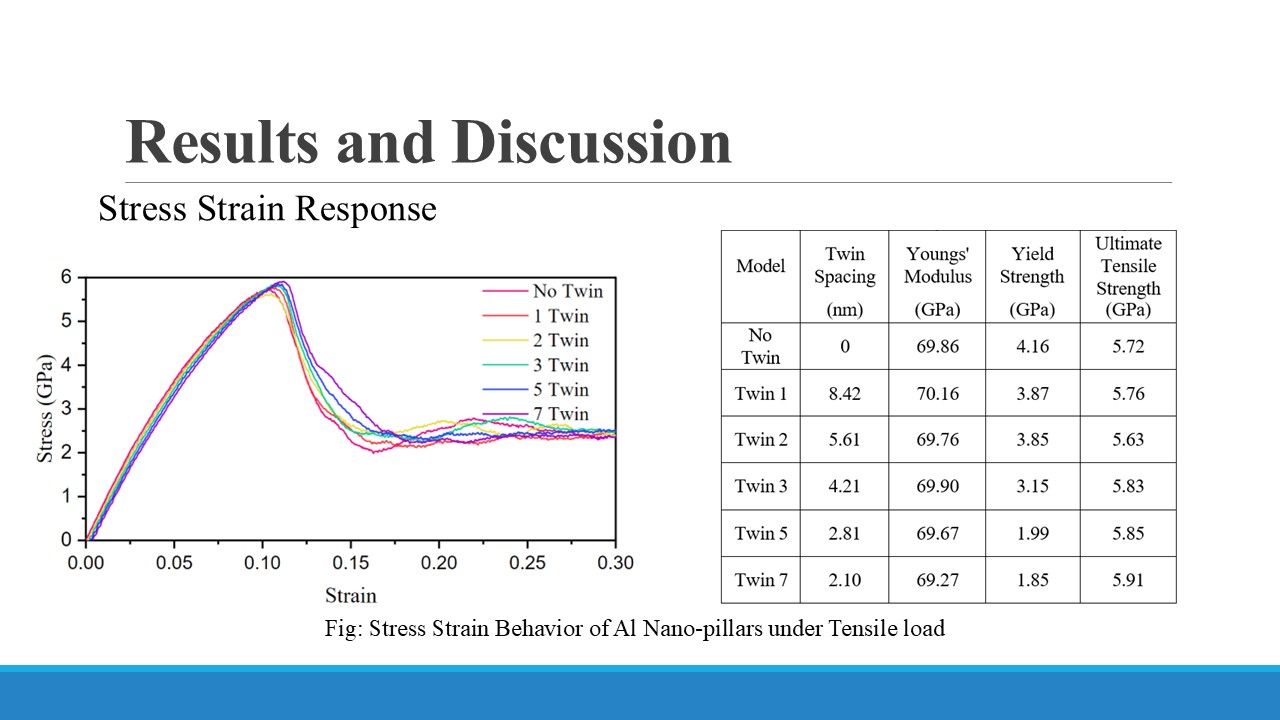 Results and Discussion
Stress Strain Response
6
5
4
3
2
1
0
Stress (GPa)
No Twin
1 Twin
2 Twin
3 Twin
5 Twin
7 Twin
0.00 0.05 0.10 0.15 0.20 0.25 0.30
Strain
Model Twin Spacing (nm) Youngs' Modulus (GPa) Yield Strength (GPa) Ultimate Tensile Strength (GPa)
No Twin 0 69.86 4.16 5.72
Twin 1 8.42 70.16 3.87 5.76
Twin 2 5.61 69.76 3.85 5.63
Twin 3 4.21 69.90 3.15 5.83
Twin 5 2.81 69.67 1.99 5.85
Twin 7 2.10 69.27 1.85 5.91
Fig: Stress Strain Behavior of Al Nano-pillars under Tensile load